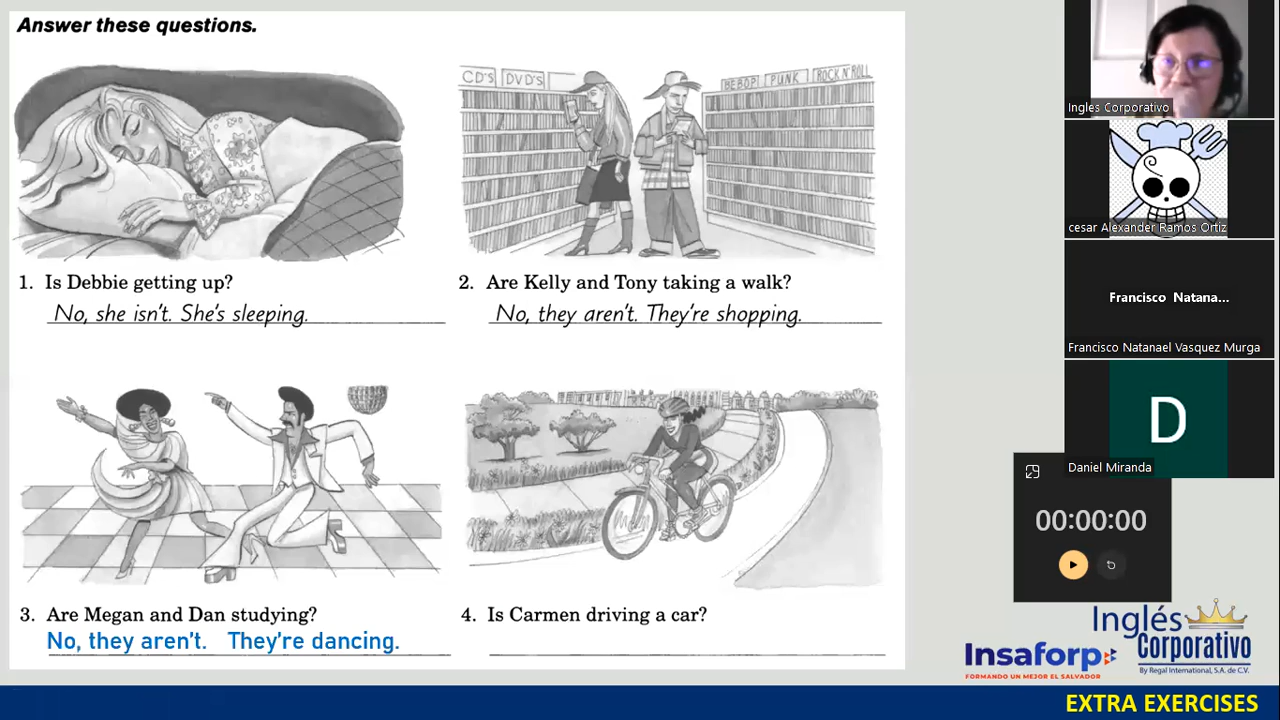 Answer these questions.
CD'S DVD'S
BEBOP PUNK ROCK N' ROLL
1. Is Debbie getting up?
No, she isn't. She's sleeping.
2. Are Kelly and Tony taking a walk?
No, they aren't. They're shopping.
3. Are Megan and Dan studying?
No, they aren't. They're dancing.
4. Is Carmen driving a car?
Inglés Corporativo
cesar Alexander Ramos Ortiz
Francisco Natana...
Francisco Natanael Vasquez Murga
D
Daniel Miranda
00:00:00
Insaforp
FORMANDO UN MEJOR EL SALVADOR
Inglés
Corporativo
By Regal International, S.A. de C.V.
EXTRA EXERCISES